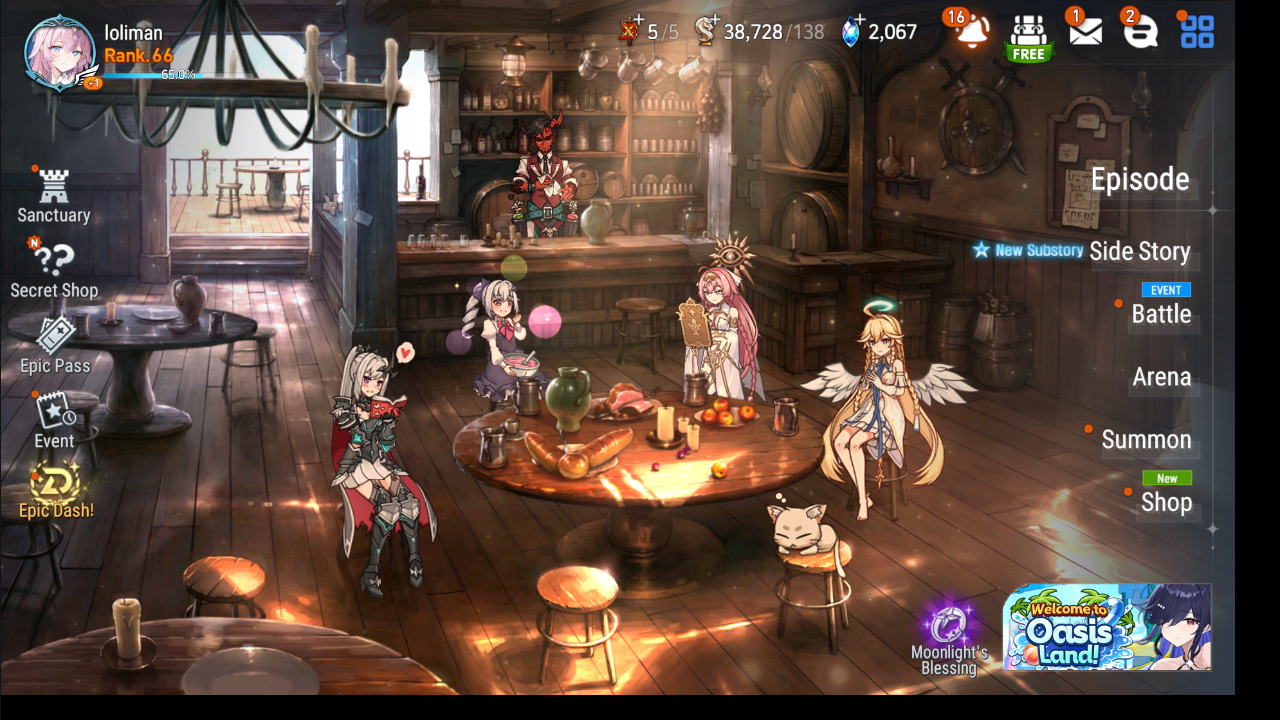 loliman
Rank.66
65.0%
+1
5/5
38,728/138
2,067
16
FREE
1
2
Sanctuary
N
??
Secret Shop
Epic Pass
Event
Epic Dash!
Episode
New Substory
Side Story
EVENT
Battle
Arena
Summon
New
Shop
Moonlight's
Blessing
Welcome to
Oasis
Land!